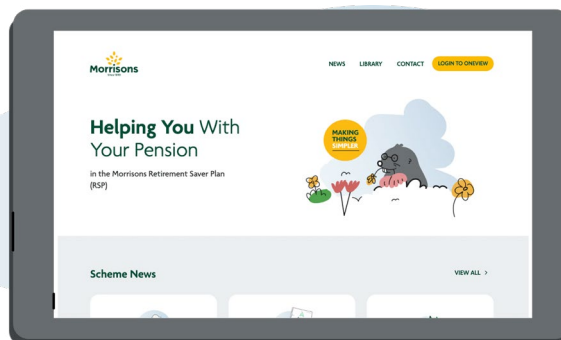 Morrisons
NEWS LIBRARY CONTACT LOGIN TO ONEVIEW
Helping You With
Your Pension
in the Morrisons Retirement Saver Plan
(RSP)
MAKING
THINGS
SIMPLER
Scheme News
VIEW ALL >